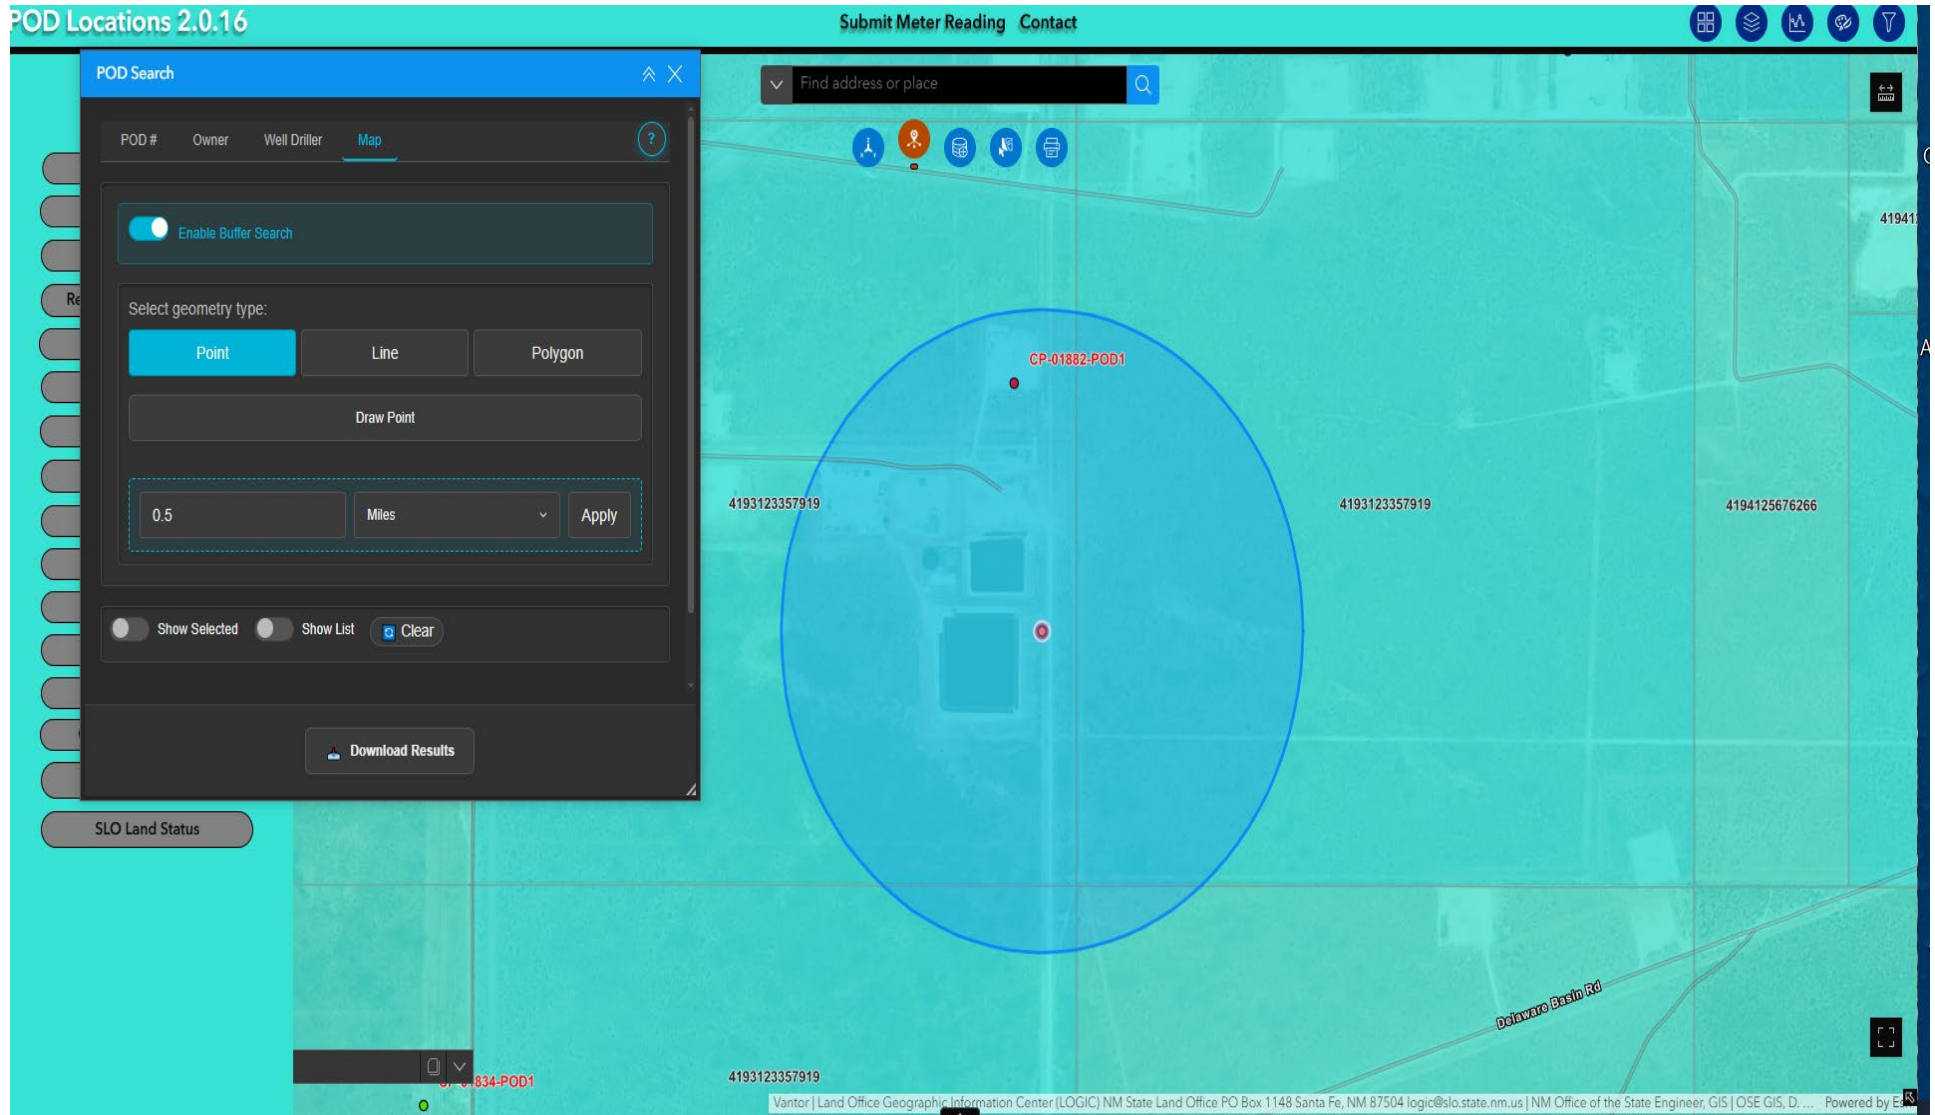 POD Locations 2.0.16
Submit Meter Reading Contact
POD Search
Find address or place
POD # Owner Well Driller Map ?
Enable Buffer Search
Select geometry type:
Point Line Polygon
Draw Point
0.5 Miles Apply
Show Selected Show List Clear
Download Results
Re
SLO Land Status
41941
CP-01882-POD1
4193123357919 4193123357919 4194125676266
Delaware Basin Rd
834-POD1
4193123357919
Vantor | Land Office Geographic Information Center (LOGIC) NM State Land Office PO Box 1148 Santa Fe, NM 87504 logic@slo.state.nm.us | NM Office of the State Engineer, GIS | OSE GIS, D. ... Powered by Es